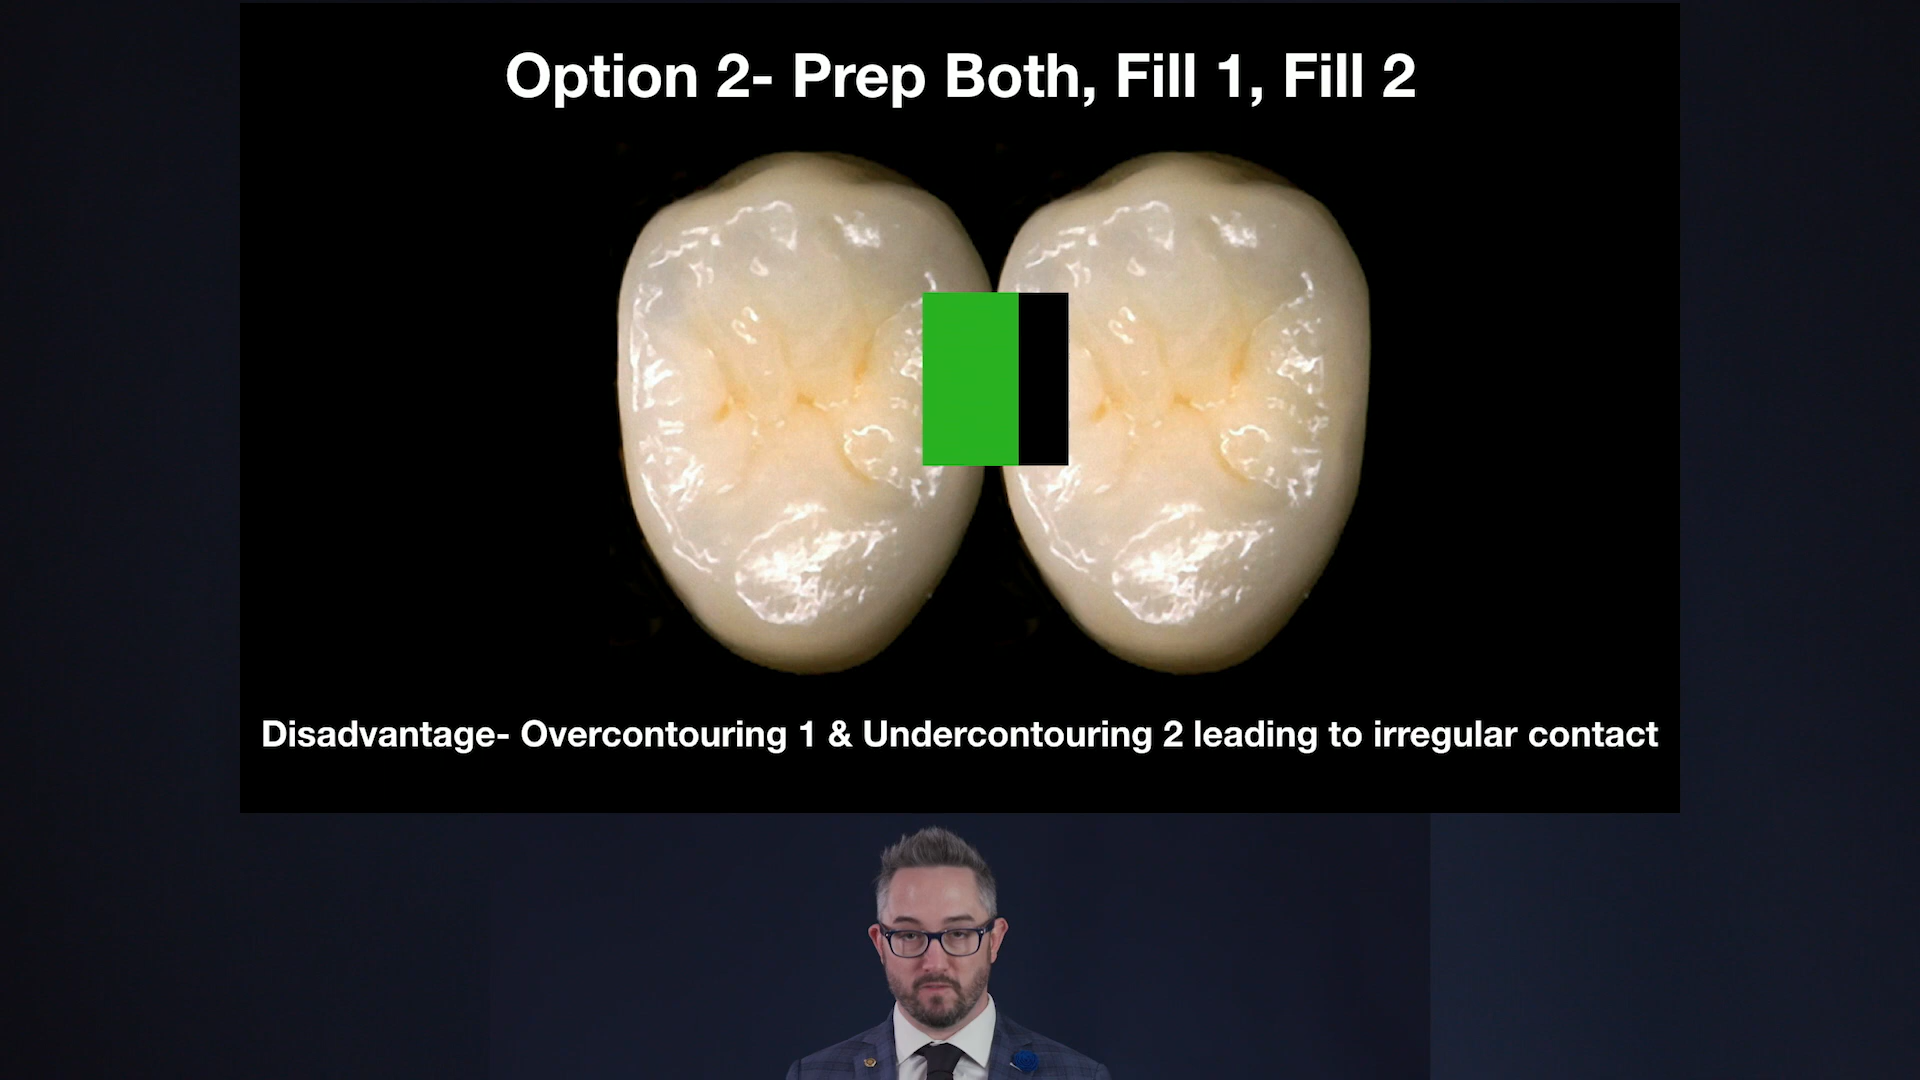 Option 2- Prep Both, Fill 1, Fill 2
Disadvantage- Overcontouring 1 & Undercontouring 2 leading to irregular contact